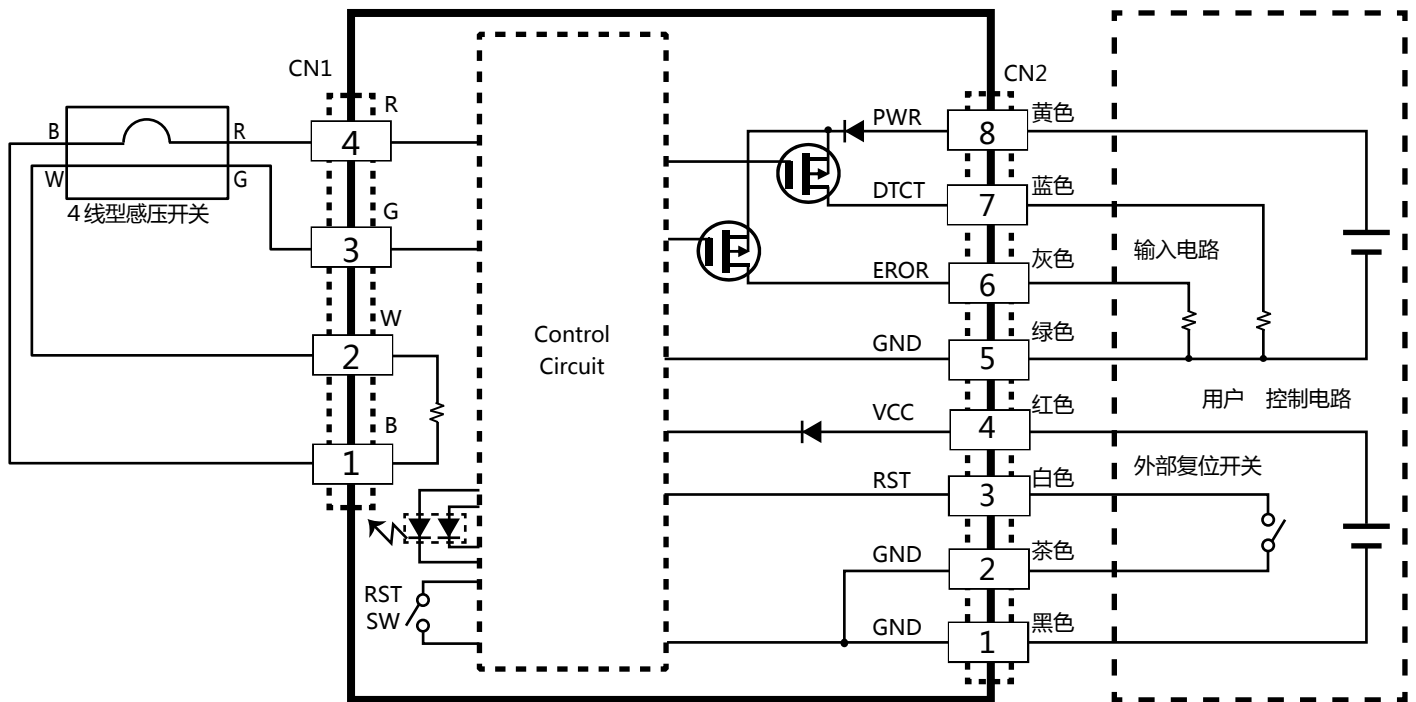 CN1
CN2
R
PWR
8
黄色
B
R
4
W
G
4线型感压开关
DTCT
7
蓝色
G
3
输入电路
EROR
6
灰色
W
2
Control
Circuit
GND
5
绿色
用户 控制电路
B
1
VCC
4
红色
外部复位开关
RST
3
白色
GND
2
茶色
RST
SW
GND
1
黑色